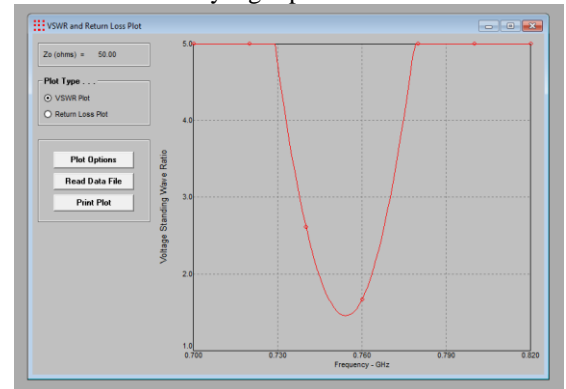 VSWR and Return Loss Plot
Zo (ohms) = 50.00
Plot Type . . .
VSWR Plot
Return Loss Plot
Plot Options
Read Data File
Print Plot
Voltage Standing Wave Ratio
5.0
4.0
3.0
2.0
1.0
0.700
0.730
0.760
0.790
0.820
Frequency - GHz